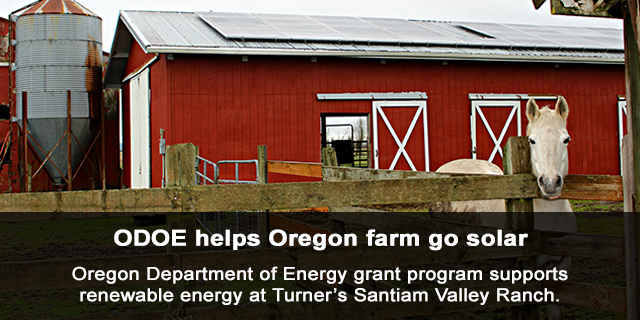 ODOE helps Oregon farm go solar
Oregon Department of Energy grant program supports
renewable energy at Turner’s Santiam Valley Ranch.